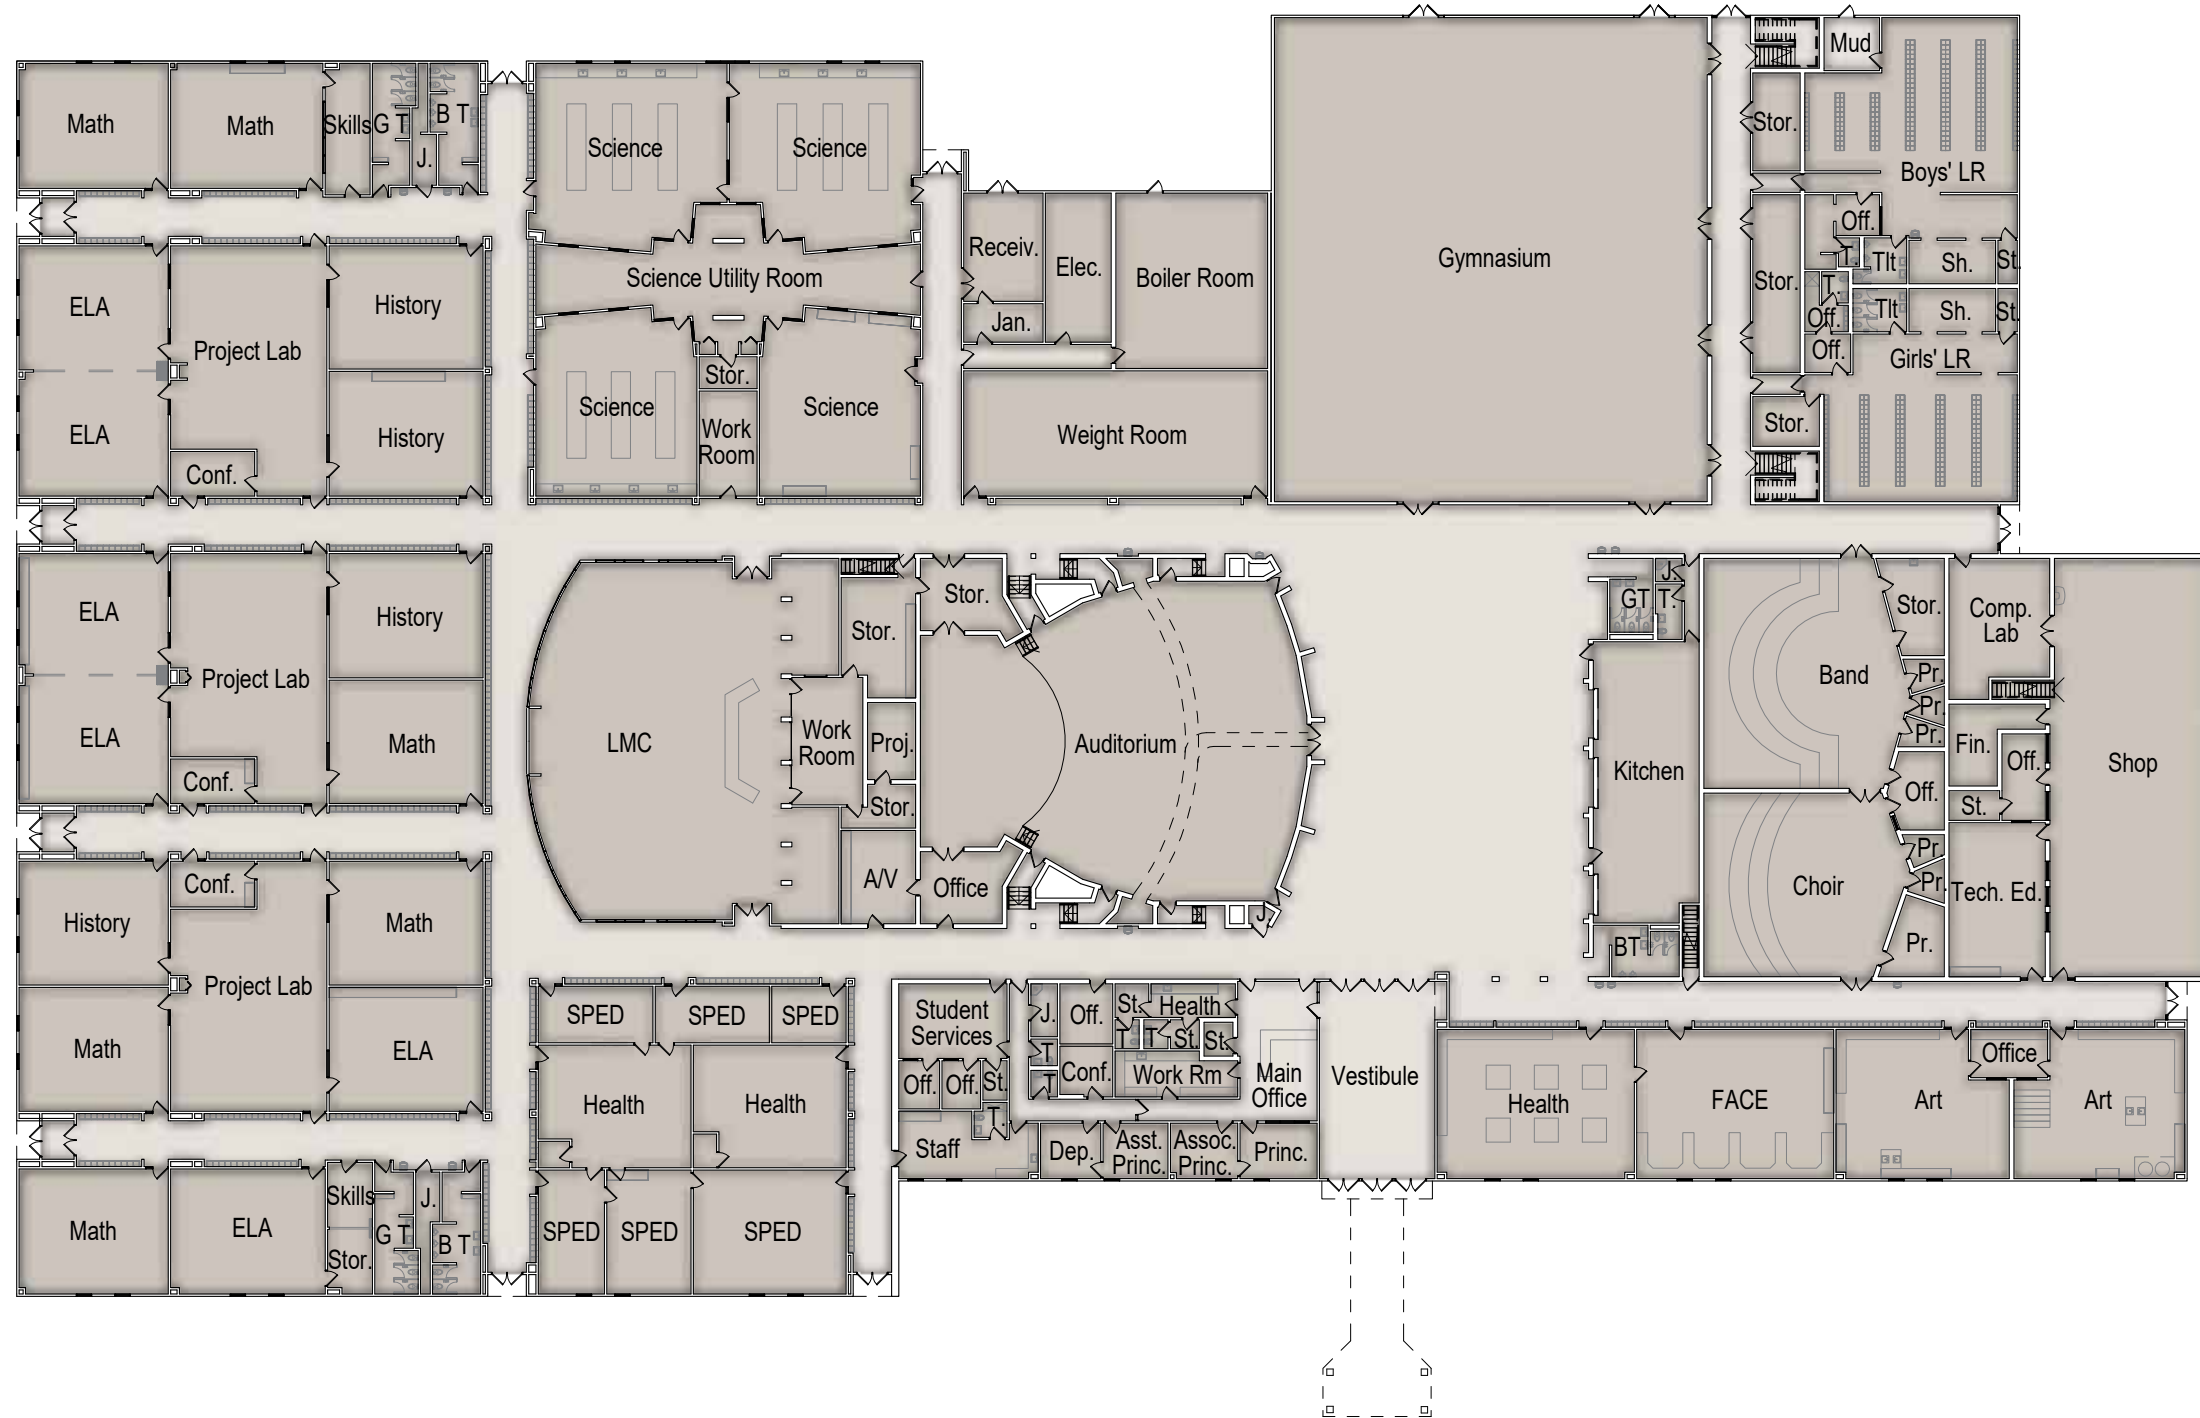 Mud
Math
Math
Skills
G T
J.
B T
Science
Science
Stor.
Boys' LR
ELA
Project Lab
History
Science Utility Room
Receiv.
Elec.
Boiler Room
Gymnasium
Stor.
Off.
T.
Tlt
Sh.
St.
Jan.
T.
Off.
Tlt
Sh.
St.
Off.
Girls' LR
ELA
Conf.
History
Science
Stor.
Work
Room
Science
Weight Room
Stor.
ELA
Project Lab
History
ELA
Conf.
Math
LMC
Stor.
Stor.
Work
Room
Proj.
Stor.
A/V
Office
Auditorium
J.
GT
J.
T.
Kitchen
BT
Band
Stor.
Pr.
Pr.
Pr.
Off.
Choir
Pr.
Pr.
Pr.
Comp.
Lab
Fin.
Off.
St.
Tech. Ed.
Shop
History
Conf.
Project Lab
Math
Math
ELA
SPED
SPED
SPED
Health
Health
SPED
SPED
SPED
Student
Services
Off.
Off.
St.
T.
Staff
J.
T
T
Off.
Conf.
St.
Health
T
T
St.
St.
Work Rm
Main
Office
Dep.
Asst.
Princ.
Assoc.
Princ.
Princ.
Vestibule
Health
FACE
Art
Office
Art
Math
ELA
Skills
Stor.
G T
J.
B T